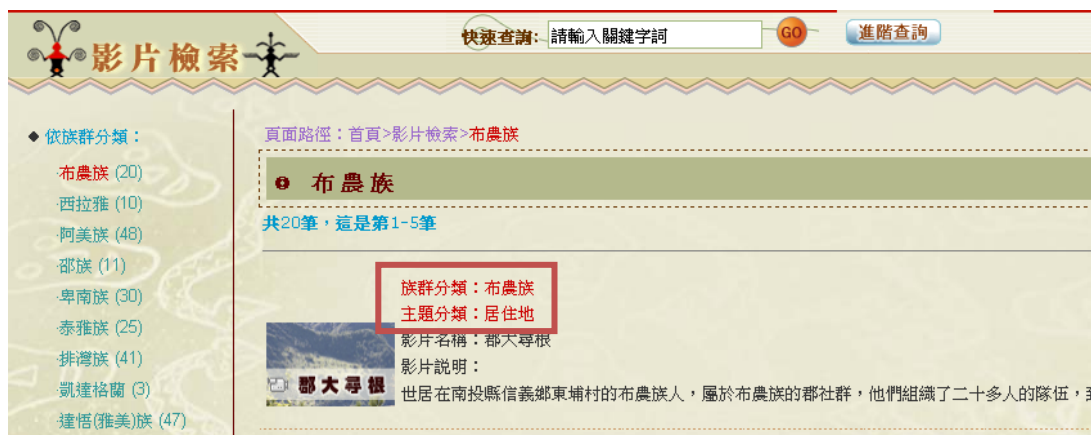 影片檢索
快速查詢: 請輸入關鍵字詞 GO 進階查詢
◆ 依族群分類：
·布農族 (20)
·西拉雅 (10)
·阿美族 (48)
·邵族 (11)
·卑南族 (30)
·泰雅族 (25)
·排灣族 (41)
·凱達格蘭 (3)
·達悟(雅美)族 (47)
頁面路徑：首頁>影片檢索>布農族
布農族
共20筆，這是第1-5筆
族群分類：布農族
主題分類：居住地
影片名稱：郡大尋根
影片說明：
郡大尋根
世居在南投縣信義鄉東埔村的布農族人，屬於布農族的郡社群，他們組織了二十多人的隊伍，